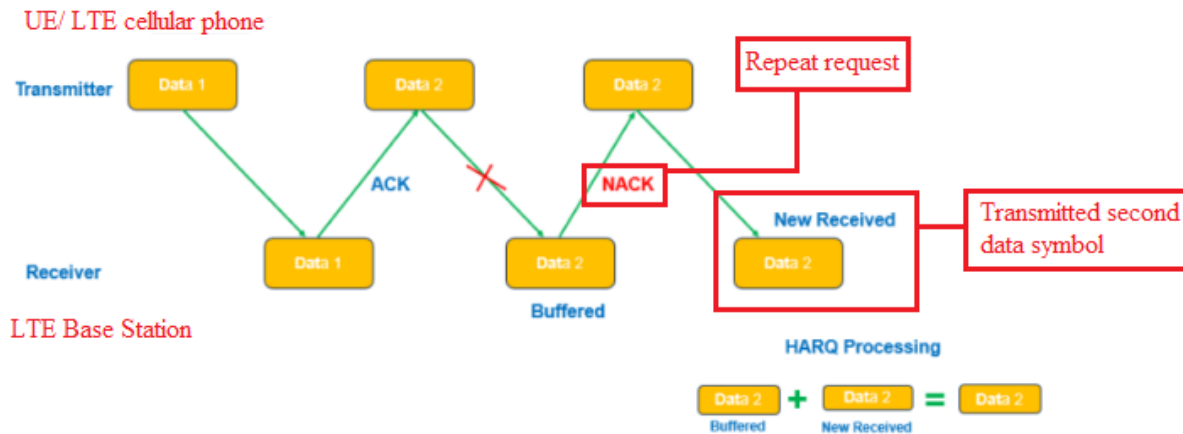 UE/ LTE cellular phone
Repeat request
Transmitter
Data 1
Data 2
Data 2
ACK
NACK
New Received
Transmitted second
data symbol
Receiver
Data 1
Data 2
Data 2
Buffered
LTE Base Station
HARQ Processing
Data 2 + Data 2 = Data 2
Buffered
New Received